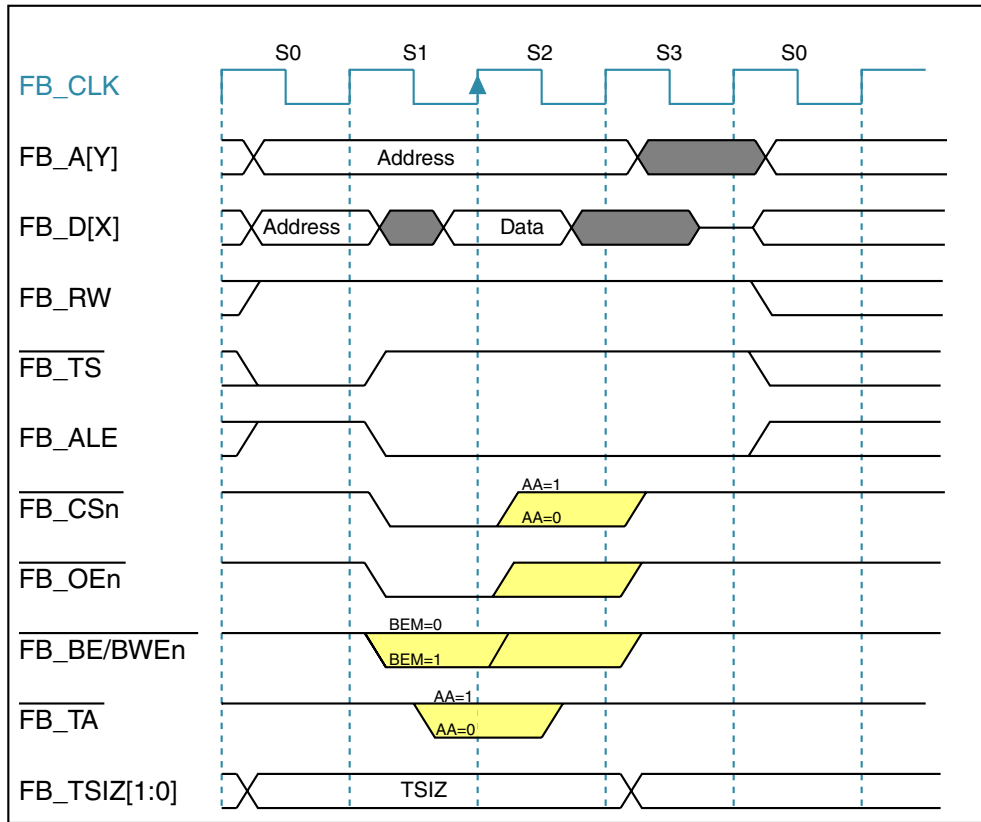 S0 S1 S2 S3 S0
FB_CLK
FB_A[Y] Address
FB_D[X] Address Data
FB_RW
FB_TS
FB_ALE
FB_CSn AA=1
AA=0
FB_OEn
FB_BE/BWEn BEM=0
BEM=1
FB_TA AA=1
AA=0
FB_TSIZ[1:0] TSIZ